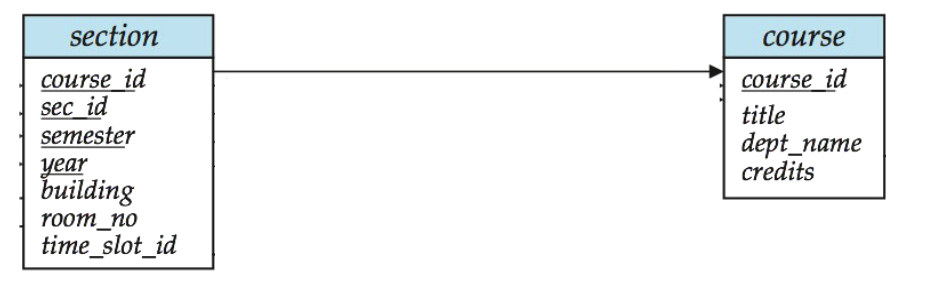 section
course_id
sec_id
semester
year
building
room_no
time_slot_id
course
course_id
title
dept_name
credits